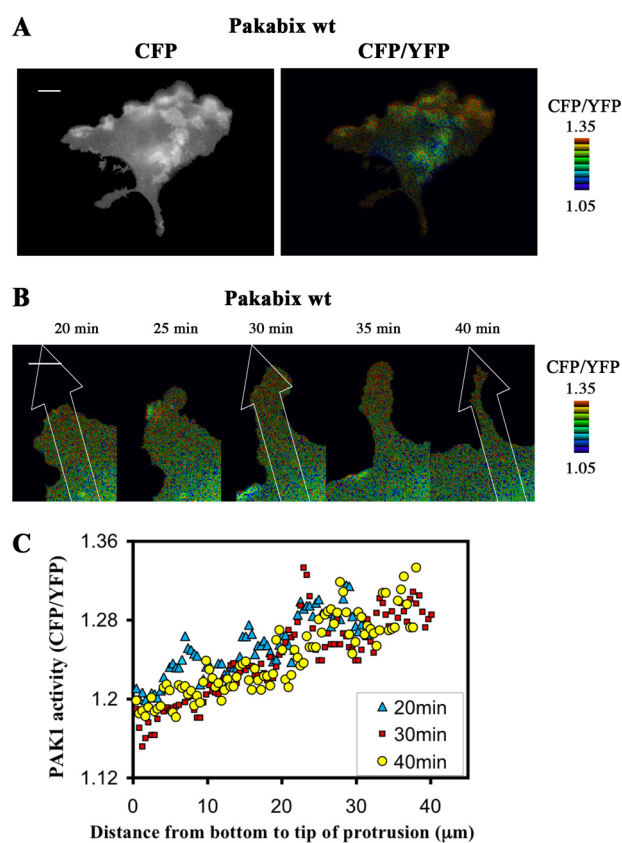 A
Pakabix wt
CFP
CFP/YFP
CFP/YFP
1.35
1.05
B
Pakabix wt
20 min
25 min
30 min
35 min
40 min
CFP/YFP
1.35
1.05
C
PAK1 activity (CFP/YFP)
1.36
1.28
1.2
1.12
20min
30min
40min
0
10
20
30
40
Distance from bottom to tip of protrusion (μm)